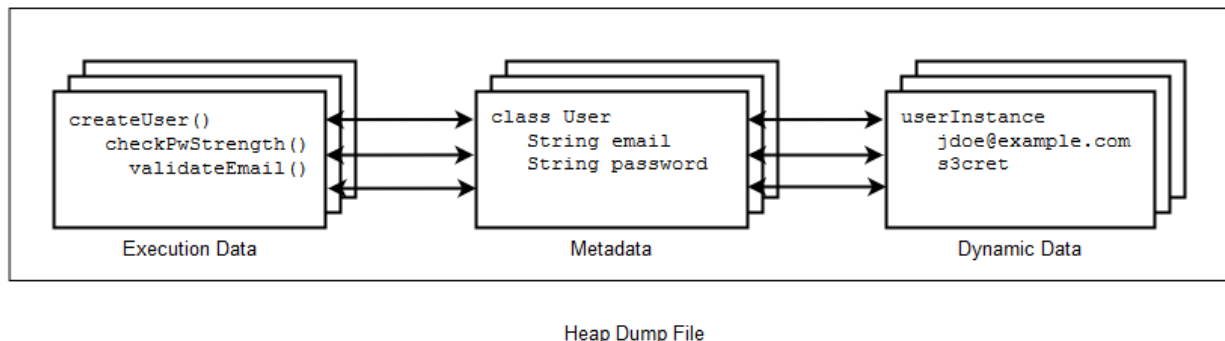 createUser()
checkPwStrength()
validateEmail()
Execution Data
class User
String email
String password
Metadata
userInstance
jdoe@example.com
s3cret
Dynamic Data
Heap Dump File